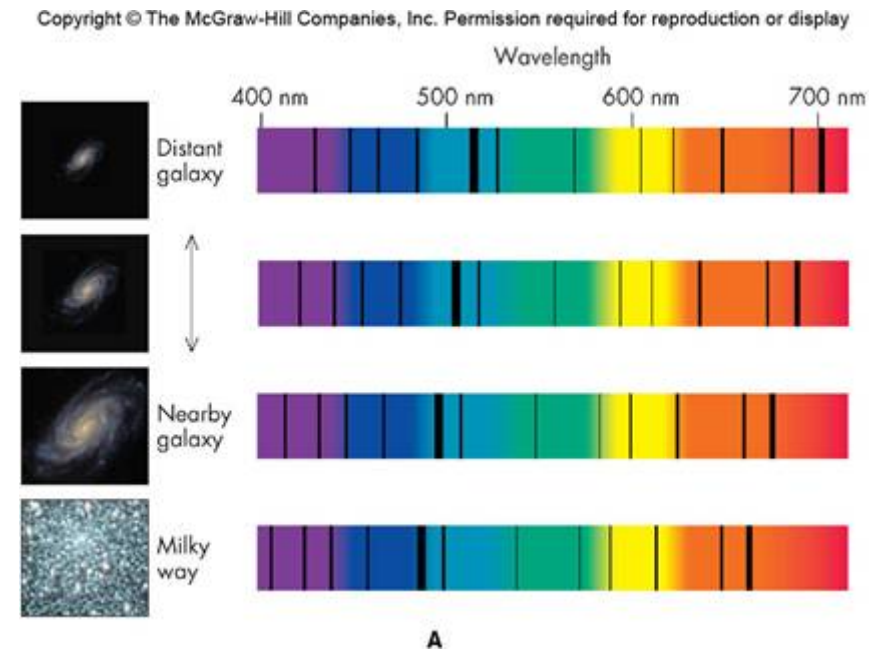 Copyright © The McGraw-Hill Companies, Inc. Permission required for reproduction or display
Wavelength
400 nm 500 nm 600 nm 700 nm
Distant
galaxy
Nearby
galaxy
Milky
way
A